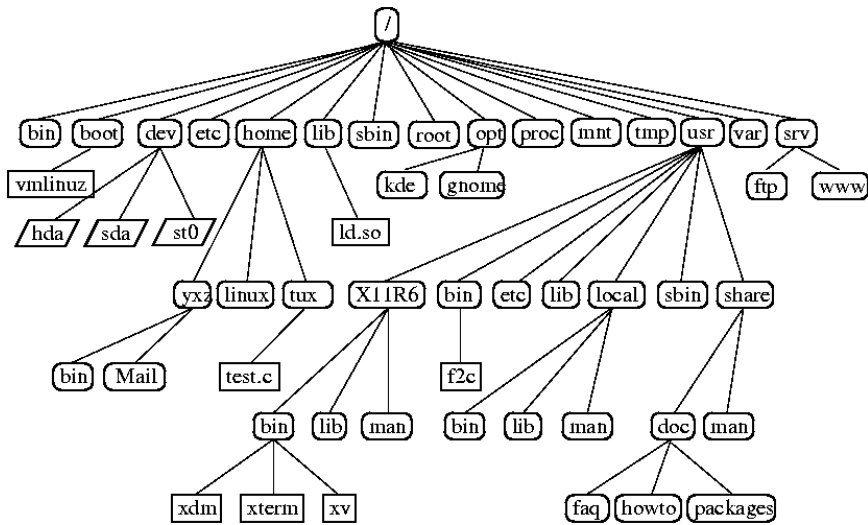 /
bin boot dev etc home lib sbin root opt proc mnt tmp usr var srv
vmlinuz kde gnome ftp www
hda sda st0 ld.so
yxz linux tux X11R6 bin etc lib local sbin share
bin Mail test.c f2c
bin lib man bin lib man doc man
xdm xterm xv faq howto packages